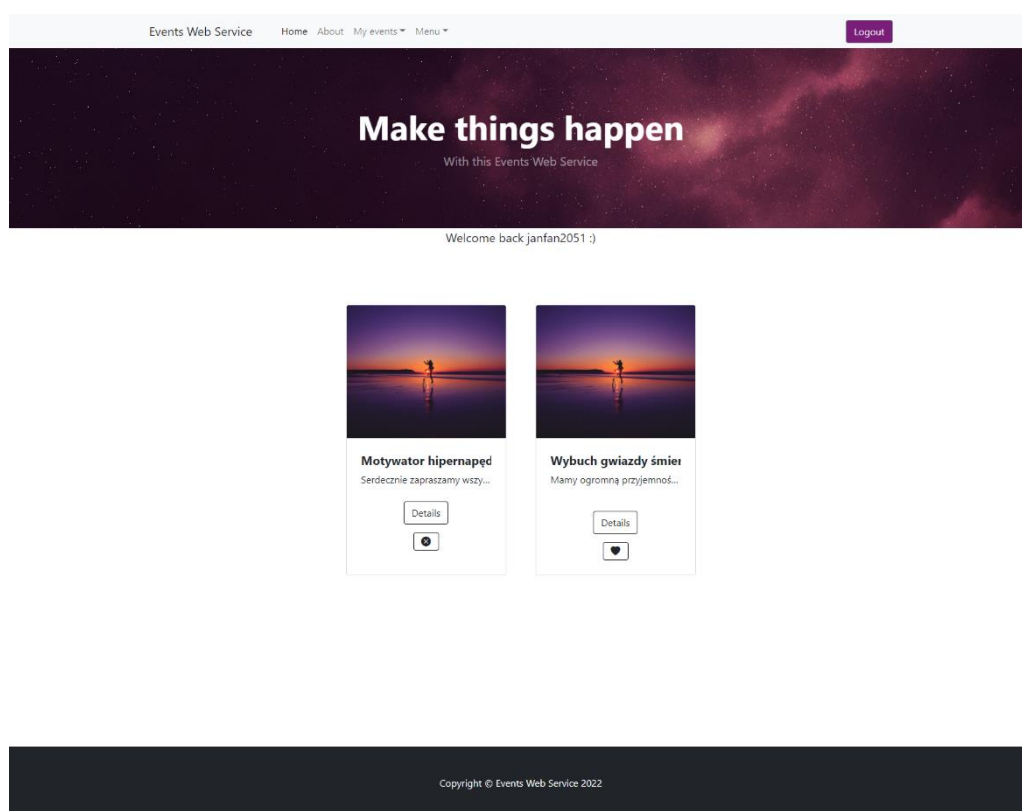 Events Web Service Home About My events Menu Logout
Make things happen
With this Events Web Service
Welcome back janfan2051 :)
Motywator hipernapęd
Serdecznie zapraszamy wszy...
Details
Wybuch gwiazdy śmier
Mamy ogromną przyjemnoś...
Details
Copyright © Events Web Service 2022